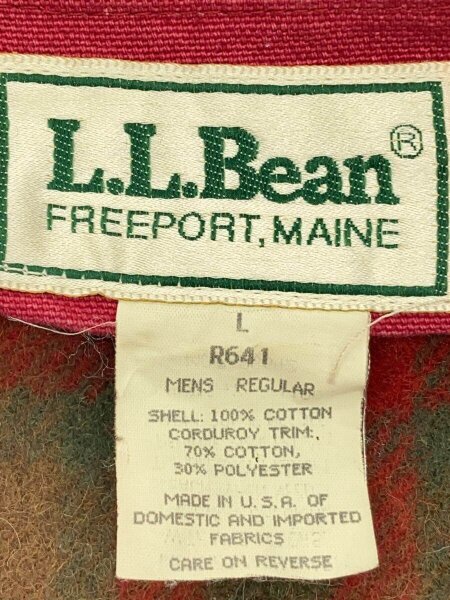 L.L.Bean®
FREEPORT, MAINE
L
R641
MENS REGULAR
SHELL: 100% COTTON
CORDUROY TRIM:
70% COTTON,
30% POLYESTER
MADE IN U.S.A. OF
DOMESTIC AND IMPORTED
FABRICS
CARE ON REVERSE